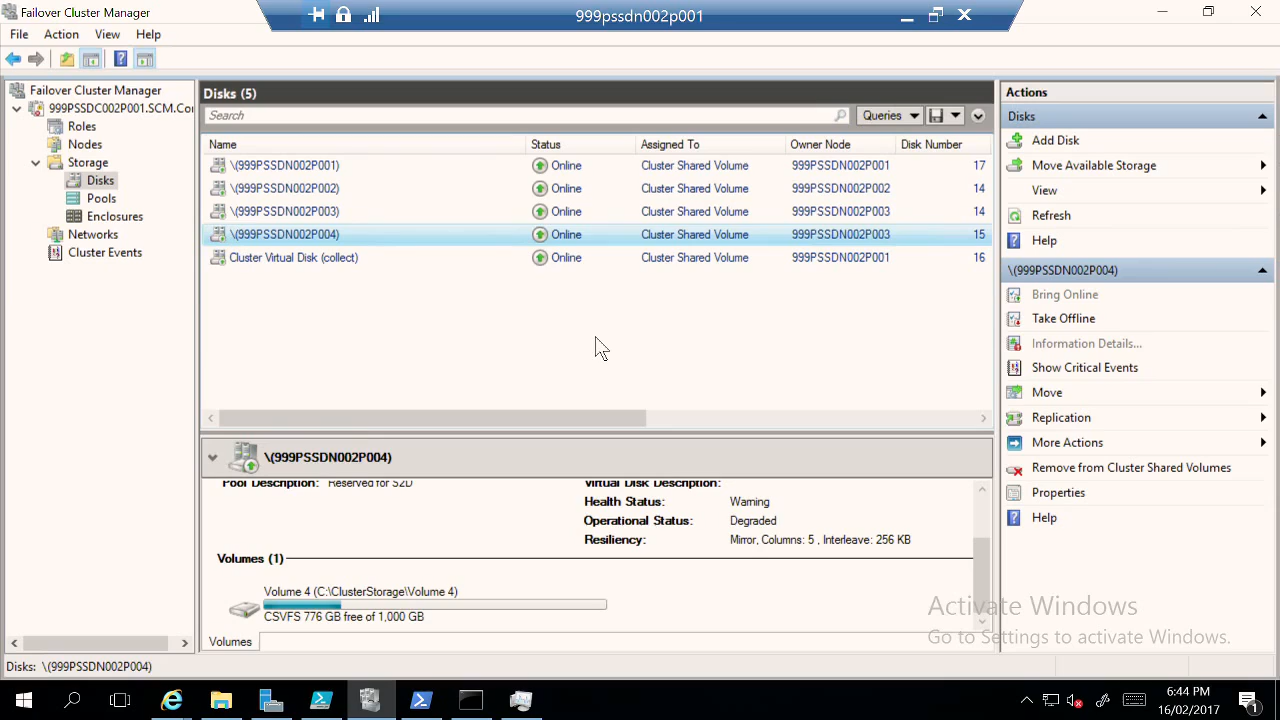 Failover Cluster Manager
999pssdn002p001
File Action View Help
Failover Cluster Manager
999PSSDC002P001.SCM.Cor
Roles
Nodes
Storage
Disks
Pools
Enclosures
Networks
Cluster Events
Disks (5)
Search
Queries
Name Status Assigned To Owner Node Disk Number
\(999PSSDN002P001) Online Cluster Shared Volume 999PSSDN002P001 17
\(999PSSDN002P002) Online Cluster Shared Volume 999PSSDN002P002 14
\(999PSSDN002P003) Online Cluster Shared Volume 999PSSDN002P003 14
\(999PSSDN002P004) Online Cluster Shared Volume 999PSSDN002P003 15
Cluster Virtual Disk (collect) Online Cluster Shared Volume 999PSSDN002P001 16
\(999PSSDN002P004)
Pool Description: Reserved for S2D
Virtual Disk Description:
Health Status: Warning
Operational Status: Degraded
Resiliency: Mirror, Columns: 5 , Interleave: 256 KB
Volumes (1)
Volume 4 (C:\ClusterStorage\Volume 4)
CSVFS 776 GB free of 1,000 GB
Volumes
Actions
Disks
Add Disk
Move Available Storage
View
Refresh
Help
\(999PSSDN002P004)
Bring Online
Take Offline
Information Details...
Show Critical Events
Move
Replication
More Actions
Remove from Cluster Shared Volumes
Properties
Help
Activate Windows
Go to Settings to activate Windows.
Disks: \(999PSSDN002P004)
6:44 PM
16/02/2017
1